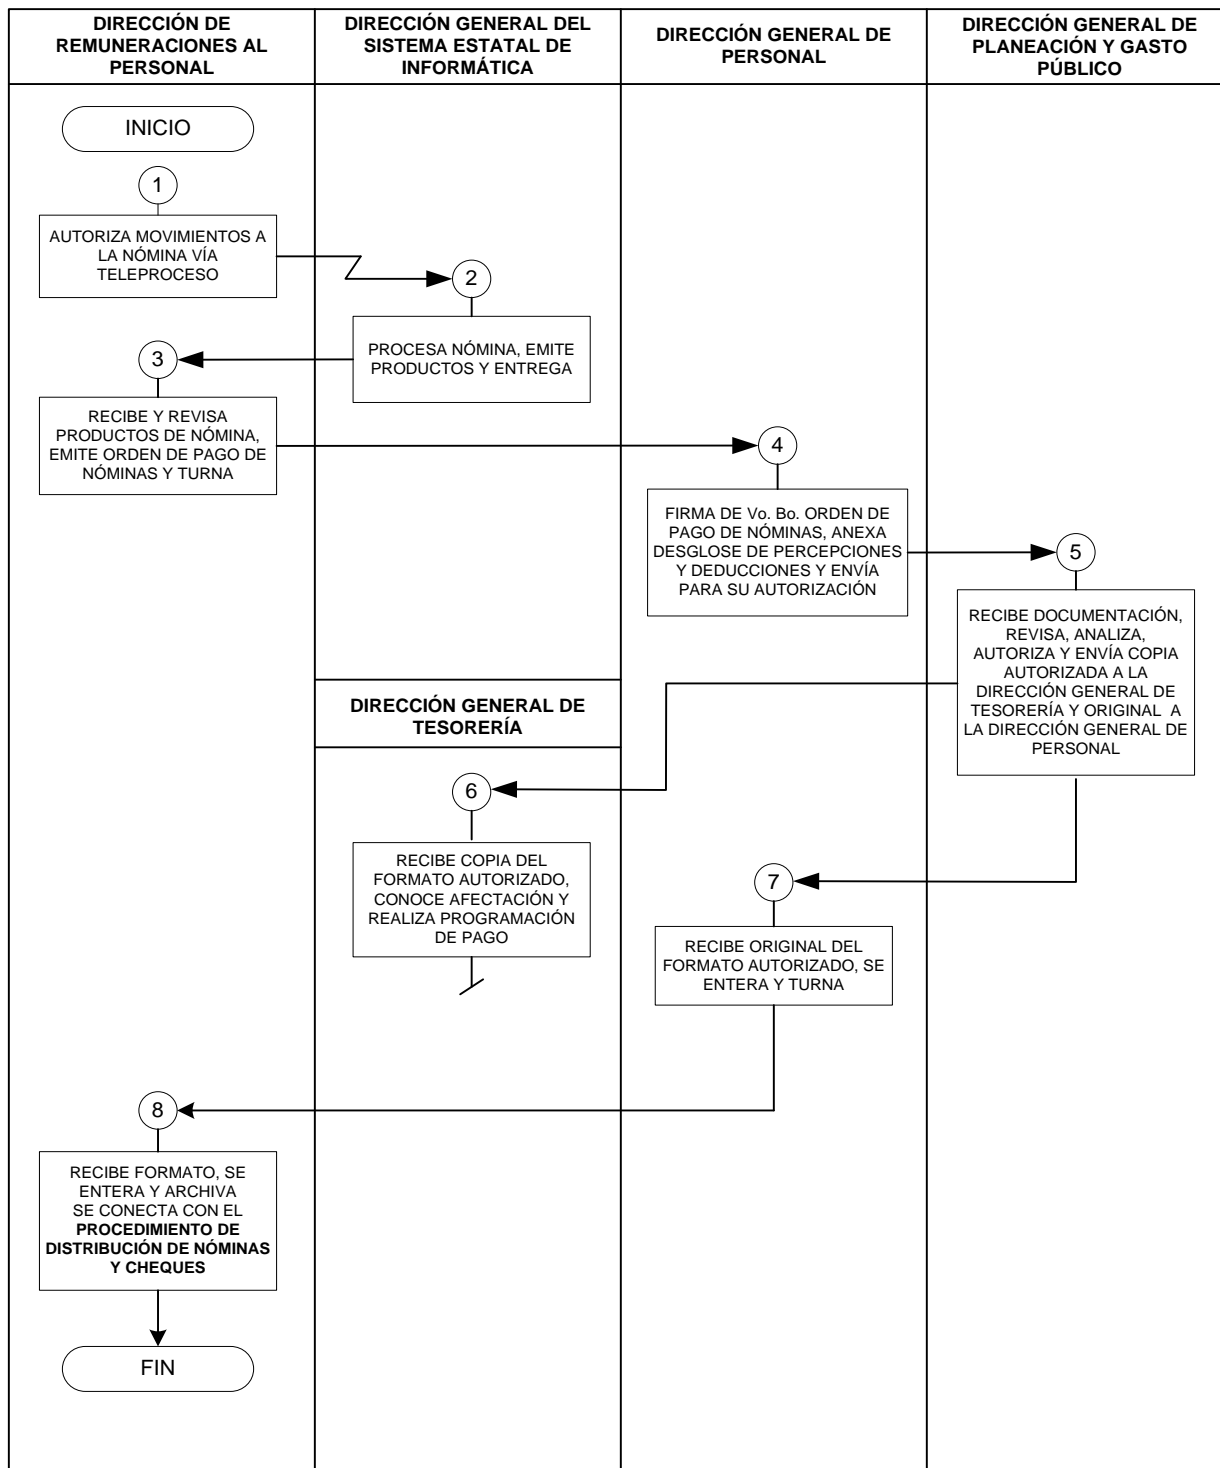 DIRECCIÓN DE
REMUNERACIONES AL
PERSONAL
DIRECCIÓN GENERAL DEL
SISTEMA ESTATAL DE
INFORMÁTICA
DIRECCIÓN GENERAL DE
PERSONAL
DIRECCIÓN GENERAL DE
PLANEACIÓN Y GASTO
PÚBLICO
INICIO
1
AUTORIZA MOVIMIENTOS A
LA NÓMINA VÍA
TELEPROCESO
2
PROCESA NÓMINA, EMITE
PRODUCTOS Y ENTREGA
3
RECIBE Y REVISA
PRODUCTOS DE NÓMINA,
EMITE ORDEN DE PAGO DE
NÓMINAS Y TURNA
4
FIRMA DE Vo. Bo. ORDEN DE
PAGO DE NÓMINAS, ANEXA
DESGLOSE DE PERCEPCIONES
Y DEDUCCIONES Y ENVÍA
PARA SU AUTORIZACIÓN
5
RECIBE DOCUMENTACIÓN,
REVISA, ANALIZA,
AUTORIZA Y ENVÍA COPIA
AUTORIZADA A LA
DIRECCIÓN GENERAL DE
TESORERÍA Y ORIGINAL A
LA DIRECCIÓN GENERAL DE
PERSONAL
DIRECCIÓN GENERAL DE
TESORERÍA
6
RECIBE COPIA DEL
FORMATO AUTORIZADO,
CONOCE AFECTACIÓN Y
REALIZA PROGRAMACIÓN
DE PAGO
7
RECIBE ORIGINAL DEL
FORMATO AUTORIZADO, SE
ENTERA Y TURNA
8
RECIBE FORMATO, SE
ENTERA Y ARCHIVA
SE CONECTA CON EL
PROCEDIMIENTO DE
DISTRIBUCIÓN DE NÓMINAS
Y CHEQUES
FIN